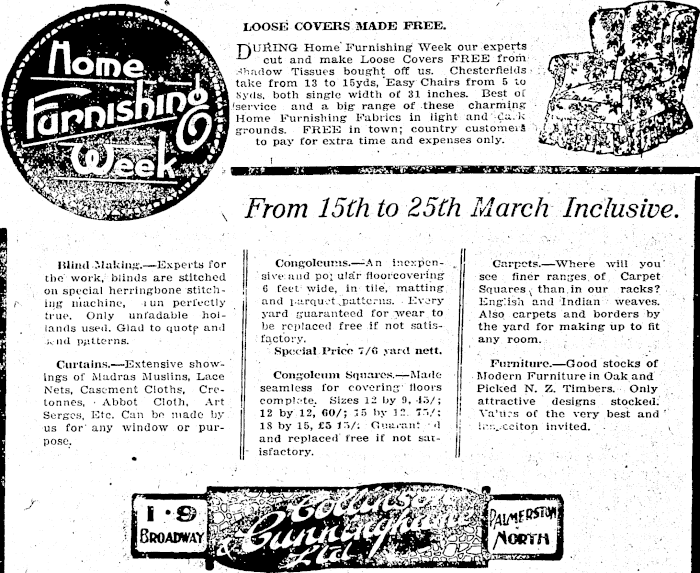 Home
Furnishing
Week
LOOSE COVERS MADE FREE.
DURING Home Furnishing Week our experts
cut and make Loose Covers FREE from
Shadow Tissues bought off us. Chesterfields
take from 13 to 15yds, Easy Chairs from 5 to
yds, both single width of 31 inches. Best of
service and a big range of these charming
Home Furnishing Fabrics in light and dark
grounds. FREE in town; country customers
to pay for extra time and expenses only.
From 15th to 25th March Inclusive.
Blind Making.—Experts for
the work, blinds are stitched
on special herringbone stitch-
ing machine, run perfectly
true. Only unfadable hol-
lands used. Glad to quote and
send patterns.
Curtains.—Extensive show-
ings of Madras Muslins, Lace
Nets, Casement Cloths, Cre-
tonnes, Abbot Cloth, Art
Serges, Etc. Can be made by
us for any window or pur-
pose.
Congoleums.—An inexpen-
sive and popular floorcovering
6 feet wide, in tile, matting
and parquet patterns. Every
yard guaranteed for wear to
be replaced free if not satis-
factory.
Special Price 7/6 yard nett.
Congoleum Squares.—Made
seamless for covering floors
complete. Sizes 12 by 9, 45/;
12 by 12, 60/; 15 by 12, 75/;
18 by 15, £5 15/; Guaranteed
and replaced free if not sat-
isfactory.
Carpets.—Where will you
see finer ranges of Carpet
Squares than in our racks?
English and Indian weaves.
Also carpets and borders by
the yard for making up to fit
any room.
Furniture.—Good stocks of
Modern Furniture in Oak and
Picked N. Z. Timbers. Only
attractive designs stocked.
Values of the very best and
invited.
1-9
BROADWAY
Collinson
& Cunninghame
Ltd
PALMERSTON
NORTH